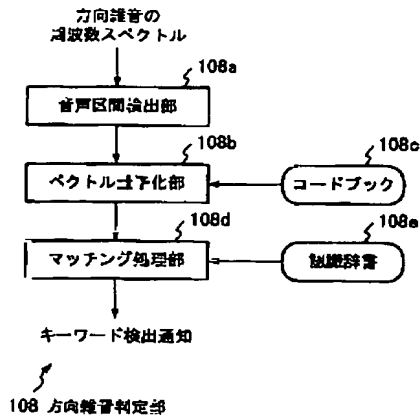 方向雑音の
周波数スペクトル
108a
音声区間検出部
108b
108c
ベクトル量子化部
コードブック
108d
108e
マッチング処理部
認識辞書
キーワード検出通知
108 方向雑音判定部